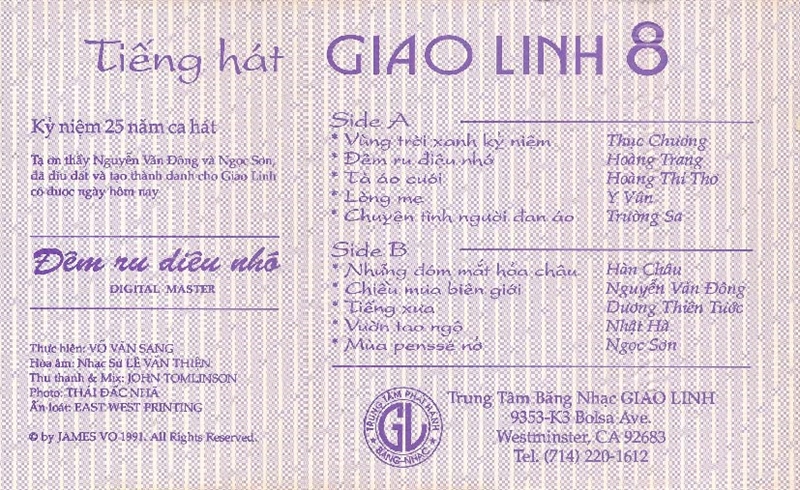 Tiếng hát GIAO LINH 8
Kỷ niệm 25 năm ca hát
Tạ ơn thầy Nguyễn Văn Đông và Ngọc Sơn,
đã dìu dắt và tạo thành danh cho Giao Linh
có được ngày hôm nay
Đêm ru điệu nhớ
DIGITAL MASTER
Thực hiện: VÕ VĂN SANG
Hòa âm: Nhạc Sử LÊ VĂN THIỆN
Thu thanh & Mix: JOHN TOMLINSON
Photo: THÁI ĐẮC NHÃ
Ấn loát: EAST WEST PRINTING
© by JAMES VO 1991. All Rights Reserved.
Side A
* Vùng trời xanh kỷ niệm Thục Chương
* Đêm ru điệu nhớ Hoàng Trang
* Tà áo cưới Hoàng Thi Thơ
* Lòng mẹ Y Vân
* Chuyện tình người đan áo Trường Sa
Side B
* Những đóm mắt hỏa châu Hàn Châu
* Chiều mưa biên giới Nguyễn Văn Đông
* Tiếng xưa Dương Thiệu Tước
* Vườn tao ngộ Nhật Hà
* Mùa penssé nở Ngọc Sơn
TRUNG TÂM PHÁT HÀNH
GL
BĂNG-NHẠC
Trung Tâm Băng Nhạc GIAO LINH
9353-K3 Bolsa Ave.
Westminster, CA 92683
Tel. (714) 220-1612